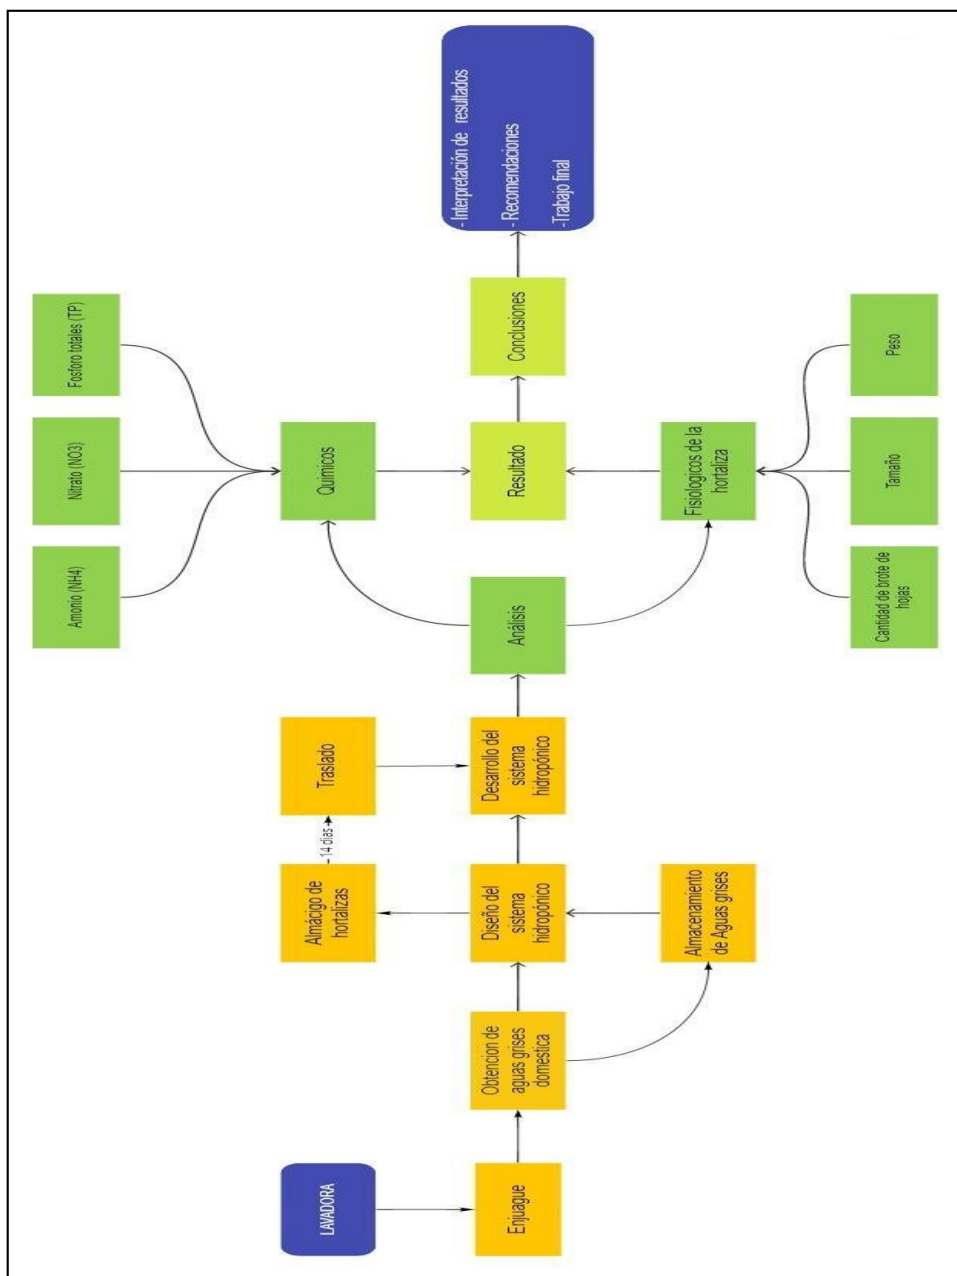 LAVADORA
Enjuague
Obtencion de
aguas grises
domestica
Almacenamiento
de Aguas grises
Diseño del
sistema
hidropónico
Almácigo de
hortalizas
14 dias
Traslado
Desarrollo del
sistema
hidropónico
Análisis
Químicos
Amonio (NH4)
Nitrato (NO3)
Fosforo totales (TP)
Fisiologicos de la
hortaliza
Cantidad de brote de
hojas
Tamaño
Peso
Resultado
Conclusiones
- Interpretación de resultados
- Recomendaciones
-Trabajo final